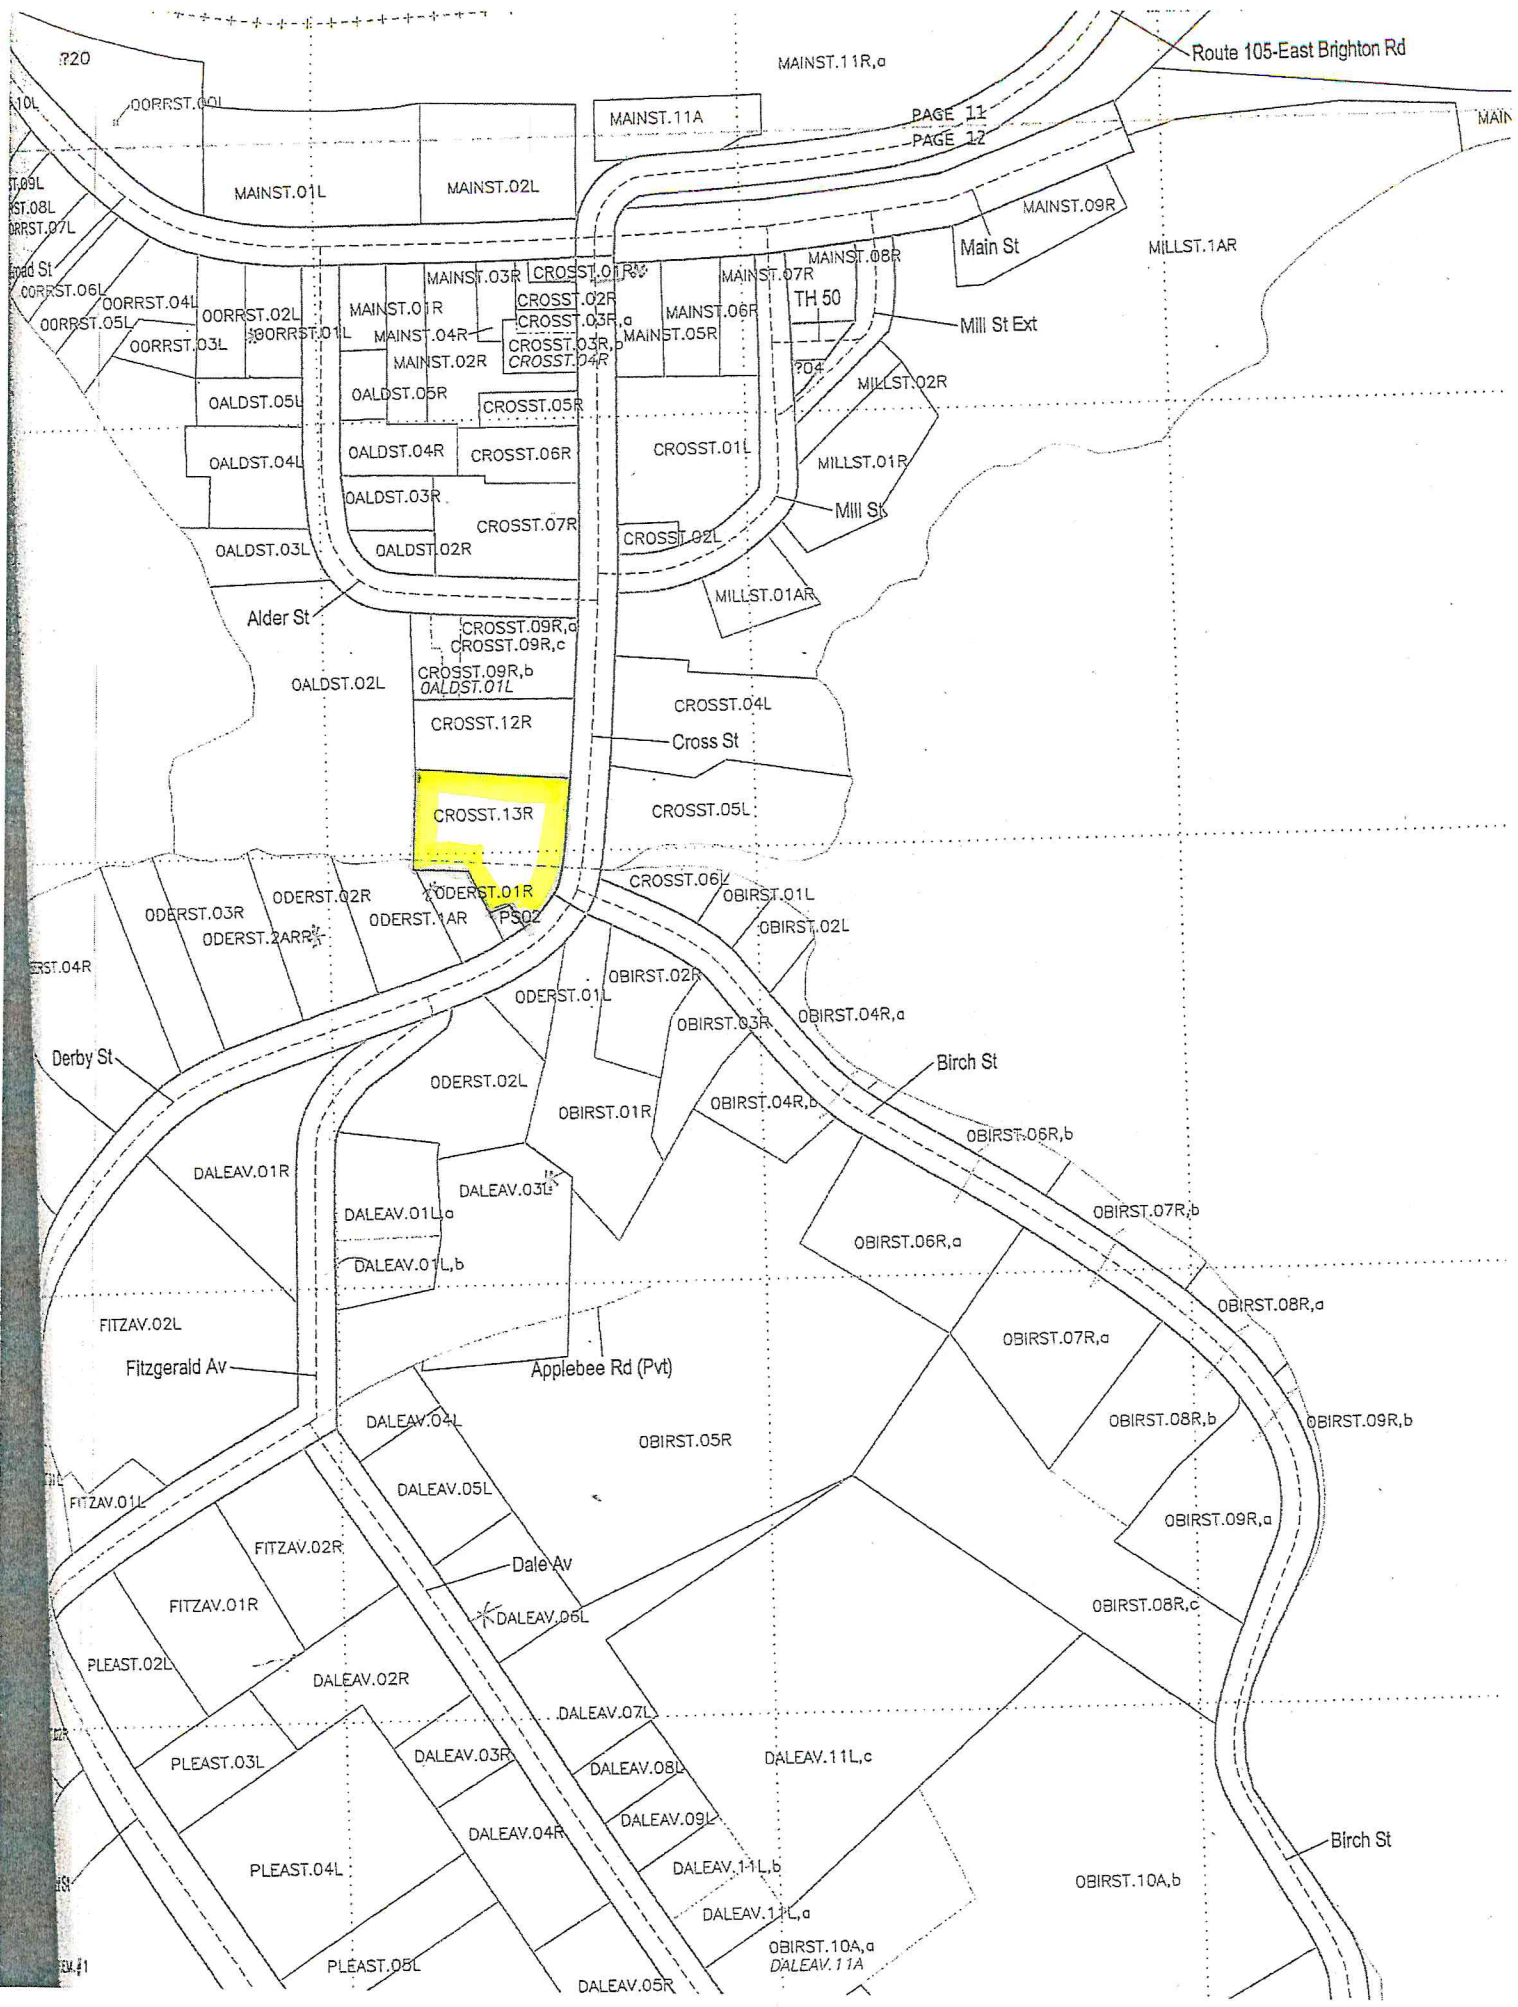 Route 105-East Brighton Rd
?20
MAINST.11R,a
10L
OORRST.00L
MAINST.11A
PAGE 11
PAGE 12
MAIN
MAINST.01L
MAINST.02L
ST.09L
ST.08L
ORRST.07L
MAINST.09R
Main St
MILLST.1AR
MAINST.08R
MAINST.07R
MAINST.03R
CROSST.01R
OORRST.06L
OORRST.04L
OORRST.05L
OORRST.02L
OORRST.01L
OORRST.03L
MAINST.01R
MAINST.04R
MAINST.02R
CROSST.02R
CROSST.03R,a
CROSST.03R,b
CROSST.04R
MAINST.06R
MAINST.05R
TH 50
Mill St Ext
?04
MILLST.02R
OALDST.05L
OALDST.05R
CROSST.05R
OALDST.04L
OALDST.04R
CROSST.06R
CROSST.01L
MILLST.01R
OALDST.03R
Mill St
CROSST.07R
CROSST.02L
OALDST.03L
OALDST.02R
MILLST.01AR
Alder St
CROSST.09R,a
CROSST.09R,c
CROSST.09R,b
OALDST.01L
OALDST.02L
CROSST.04L
CROSST.12R
Cross St
CROSST.13R
CROSST.05L
CROSST.06L
ODERST.02R
ODERST.01R
OBIRST.01L
ODERST.03R
ODERST.1AR
PS02
OBIRST.02L
ODERST.2ARR
ERST.04R
OBIRST.02R
ODERST.01L
OBIRST.04R,a
OBIRST.03R
Derby St
Birch St
ODERST.02L
OBIRST.01R
OBIRST.04R,b
OBIRST.06R,b
DALEAV.01R
DALEAV.03L
DALEAV.01L,a
OBIRST.07R,b
OBIRST.06R,a
DALEAV.01L,b
OBIRST.08R,a
FITZAV.02L
OBIRST.07R,a
Fitzgerald Av
Applebee Rd (Pvt)
DALEAV.04L
OBIRST.08R,b
OBIRST.09R,b
OBIRST.05R
DALEAV.05L
FITZAV.01L
OBIRST.09R,a
FITZAV.02R
Dale Av
FITZAV.01R
DALEAV.06L
OBIRST.08R,c
PLEAST.02L
DALEAV.02R
DALEAV.07L
PLEAST.03L
DALEAV.03R
DALEAV.08L
DALEAV.11L,c
DALEAV.09L
DALEAV.04R
Birch St
PLEAST.04L
DALEAV.11L,b
OBIRST.10A,b
DALEAV.11L,a
OBIRST.10A,a
DALEAV.11A
PLEAST.05L
DALEAV.05R